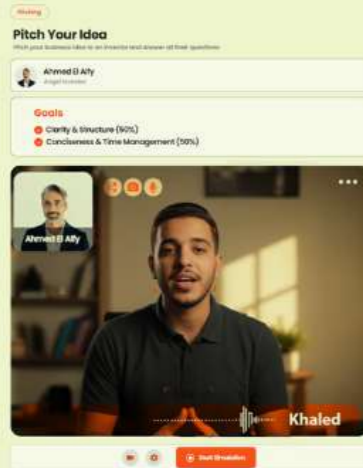 Pitching
Pitch Your Idea
Pitch your business idea to an investor and answer all their questions
Ahmed El Alfy
Angel Investor
Goals
Clarity & Structure (50%)
Conciseness & Time Management (50%)
Ahmed El Alfy
Khaled
Start Simulation